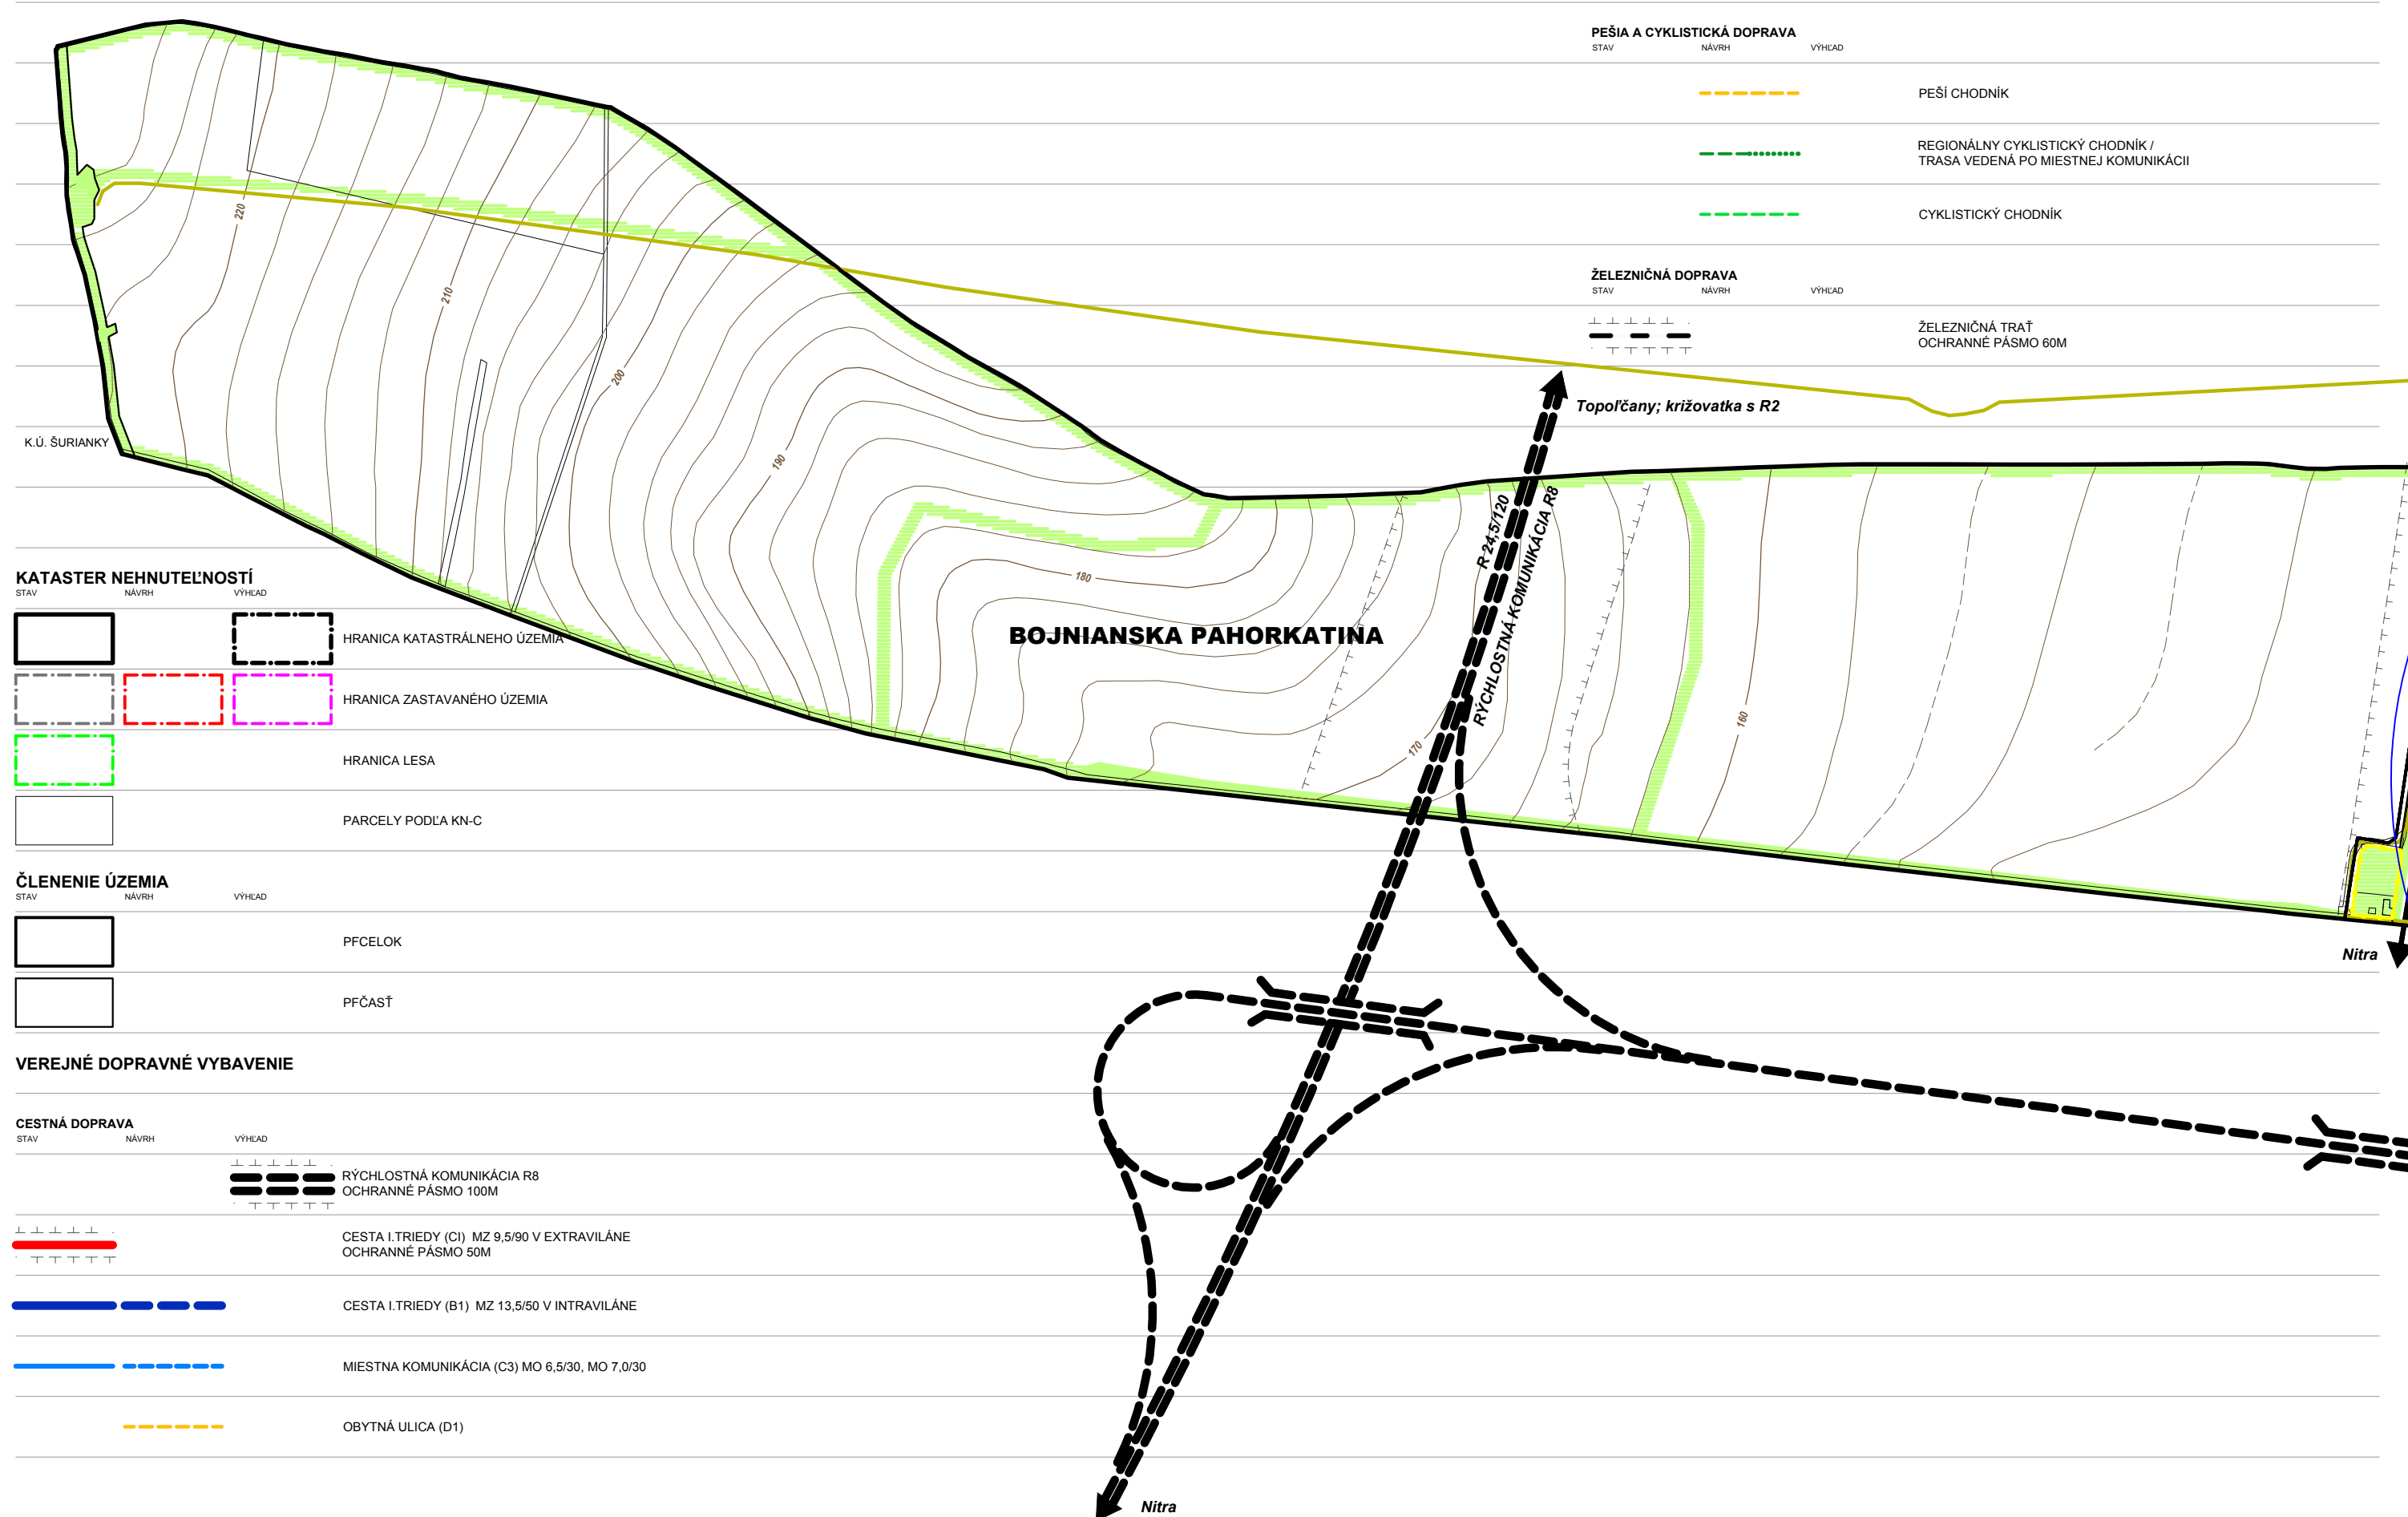 PEŠIA A CYKLISTICKÁ DOPRAVA
STAV NÁVRH VÝHĽAD
PEŠÍ CHODNÍK
REGIONÁLNY CYKLISTICKÝ CHODNÍK /
TRASA VEDENÁ PO MIESTNEJ KOMUNIKÁCII
CYKLISTICKÝ CHODNÍK
ŽELEZNIČNÁ DOPRAVA
STAV NÁVRH VÝHĽAD
ŽELEZNIČNÁ TRAŤ
OCHRANNÉ PÁSMO 60M
220
210
200
190
180
170
160
Topoľčany; križovatka s R2
K.Ú. ŠURIANKY
R 24,5/120
RÝCHLOSTNÁ KOMUNIKÁCIA R8
BOJNIANSKA PAHORKATINA
Nitra
Nitra
KATASTER NEHNUTEĽNOSTÍ
STAV NÁVRH VÝHĽAD
HRANICA KATASTRÁLNEHO ÚZEMIA
HRANICA ZASTAVANÉHO ÚZEMIA
HRANICA LESA
PARCELY PODĽA KN-C
ČLENENIE ÚZEMIA
STAV NÁVRH VÝHĽAD
PFCELOK
PFČASŤ
VEREJNÉ DOPRAVNÉ VYBAVENIE
CESTNÁ DOPRAVA
STAV NÁVRH VÝHĽAD
RÝCHLOSTNÁ KOMUNIKÁCIA R8
OCHRANNÉ PÁSMO 100M
CESTA I.TRIEDY (CI) MZ 9,5/90 V EXTRAVILÁNE
OCHRANNÉ PÁSMO 50M
CESTA I.TRIEDY (B1) MZ 13,5/50 V INTRAVILÁNE
MIESTNA KOMUNIKÁCIA (C3) MO 6,5/30, MO 7,0/30
OBYTNÁ ULICA (D1)